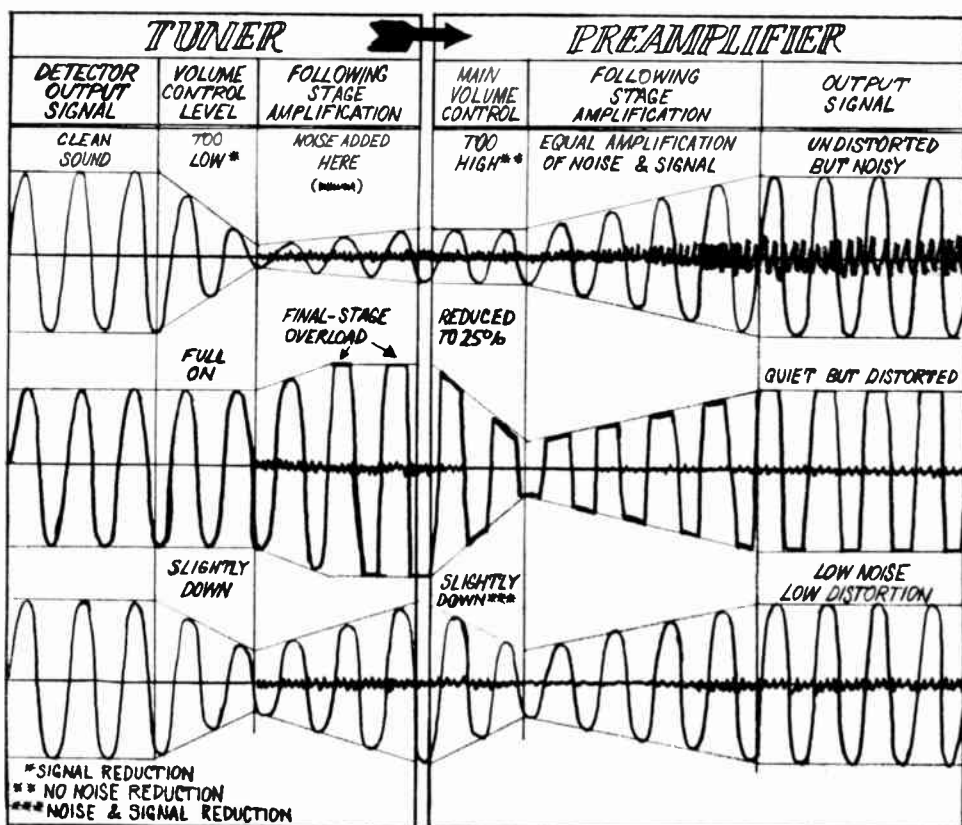 TUNER
PREAMPLIFIER
DETECTOR
OUTPUT
SIGNAL
VOLUME
CONTROL
LEVEL
FOLLOWING
STAGE
AMPLIFICATION
MAIN
VOLUME
CONTROL
FOLLOWING
STAGE
AMPLIFICATION
OUTPUT
SIGNAL
CLEAN
SOUND
TOO
LOW*
NOISE ADDED
HERE
TOO
HIGH**
EQUAL AMPLIFICATION
OF NOISE & SIGNAL
UNDISTORTED
BUT NOISY
FULL
ON
FINAL-STAGE
OVERLOAD
REDUCED
TO 25%
QUIET BUT DISTORTED
SLIGHTLY
DOWN
SLIGHTLY
DOWN***
LOW NOISE
LOW DISTORTION
*SIGNAL REDUCTION
** NO NOISE REDUCTION
*** NOISE & SIGNAL REDUCTION